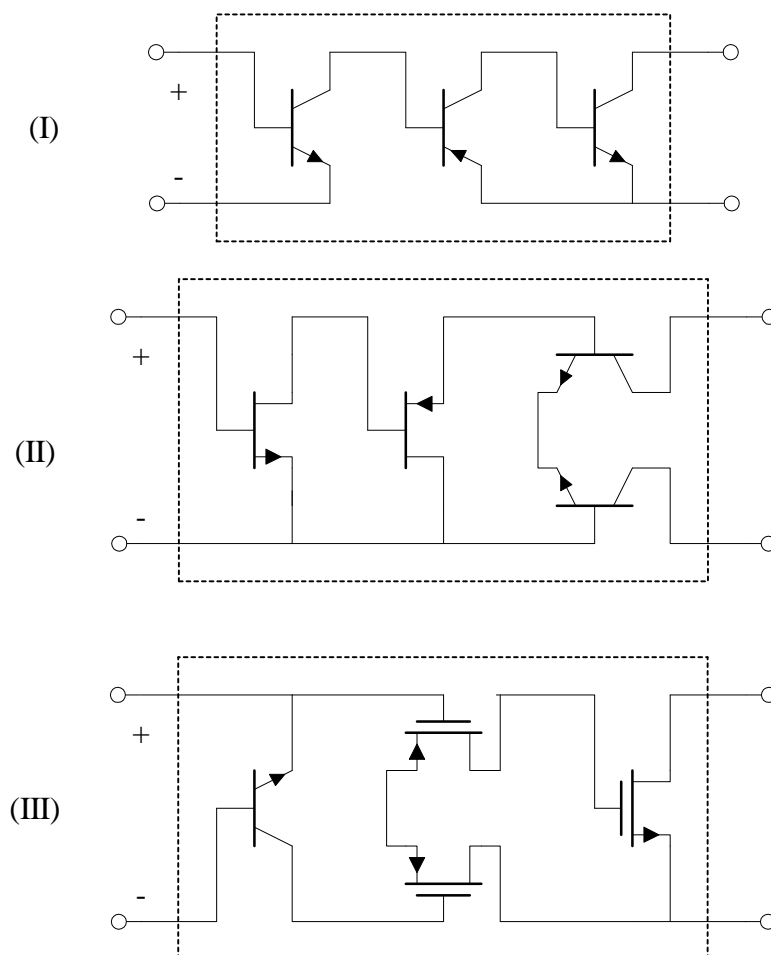 +
(I)
-
+
(II)
-
+
(III)
-